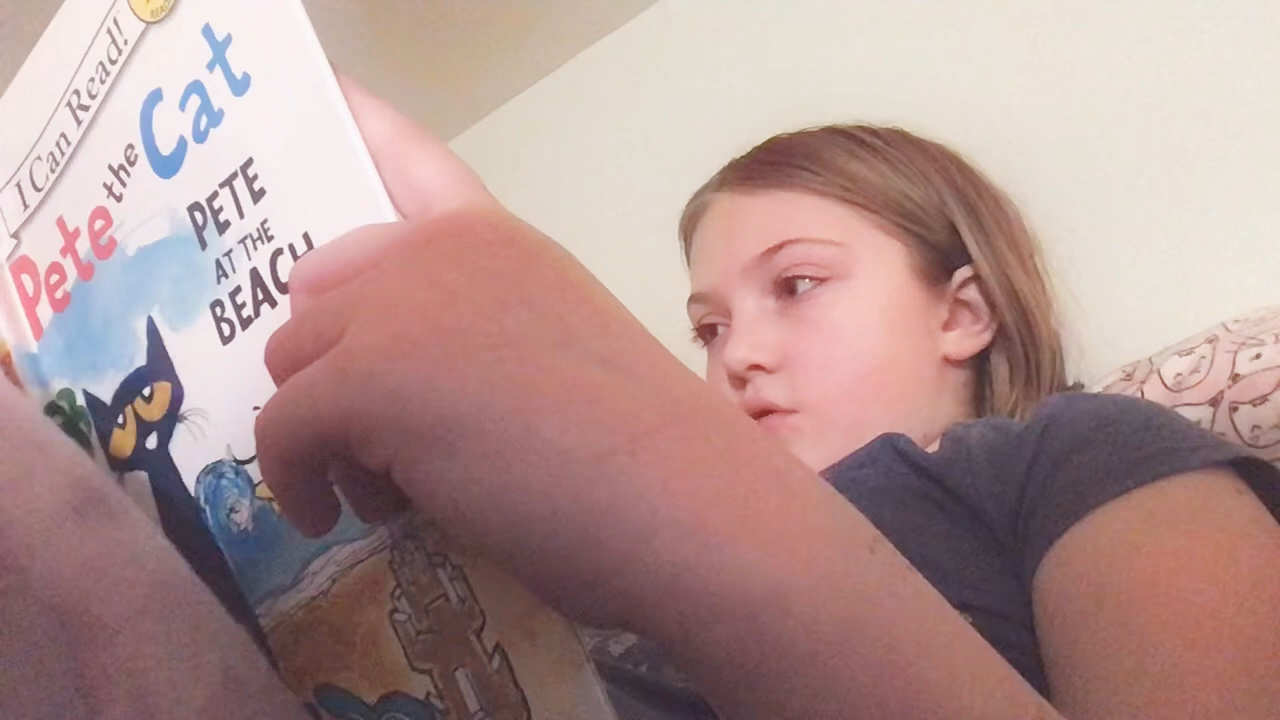 I Can Read!
Pete the Cat
PETE
AT THE
BEACH